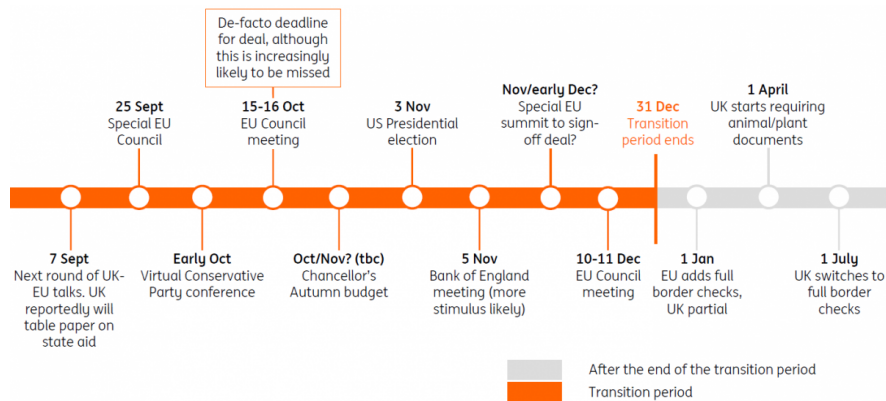 De-facto deadline
for deal, although
this is increasingly
likely to be missed
25 Sept
Special EU
Council
15-16 Oct
EU Council
meeting
3 Nov
US Presidential
election
Nov/early Dec?
Special EU
summit to sign-
off deal?
31 Dec
Transition
period ends
1 April
UK starts requiring
animal/plant
documents
7 Sept
Next round of UK-
EU talks. UK
reportedly will
table paper on
state aid
Early Oct
Virtual Conservative
Party conference
Oct/Nov? (tbc)
Chancellor's
Autumn budget
5 Nov
Bank of England
meeting (more
stimulus likely)
10-11 Dec
EU Council
meeting
1 Jan
EU adds full
border checks,
UK partial
1 July
UK switches to
full border
checks
After the end of the transition period
Transition period